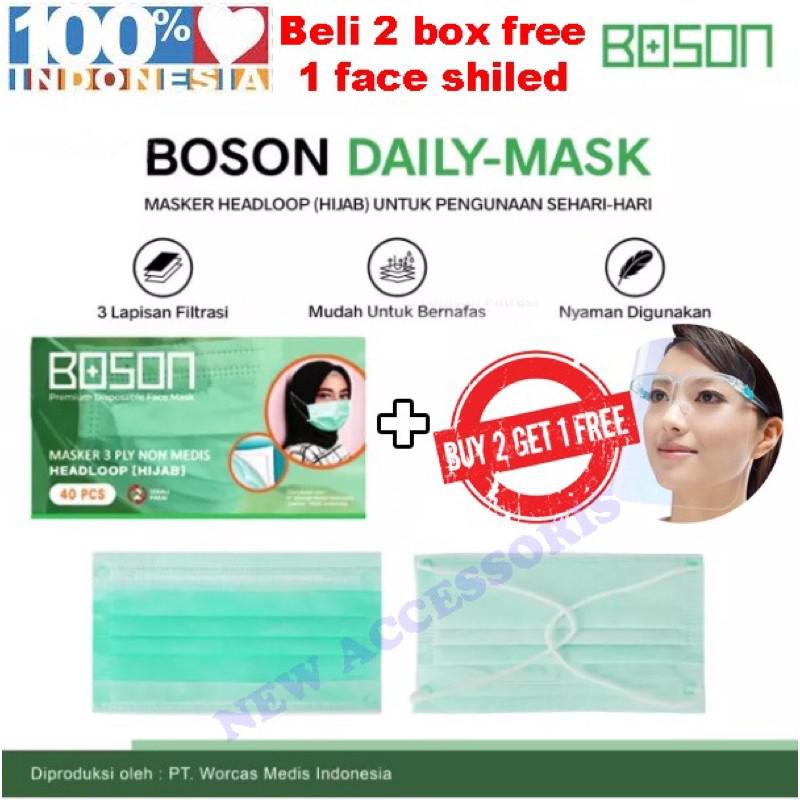 100%
INDONESIA
Beli 2 box free
1 face shiled
BOSON
BOSON DAILY-MASK
MASKER HEADLOOP (HIJAB) UNTUK PENGUNAAN SEHARI-HARI
3 Lapisan Filtrasi
Mudah Untuk Bernafas
Nyaman Digunakan
BOSON
Premium Disposable Face Mask
MASKER 3 PLY NON MEDIS
HEADLOOP (HIJAB)
40 PCS
SEKALI
PAKAI
+
BUY 2 GET 1 FREE
NEW ACCESSORIS
Diproduksi oleh : PT. Worcas Medis Indonesia